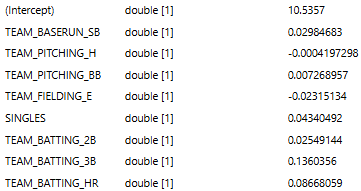 (Intercept) double [1] 10.5357
TEAM_BASERUN_SB double [1] 0.02984683
TEAM_PITCHING_H double [1] -0.0004197298
TEAM_PITCHING_BB double [1] 0.007268957
TEAM_FIELDING_E double [1] -0.02315134
SINGLES double [1] 0.04340492
TEAM_BATTING_2B double [1] 0.02549144
TEAM_BATTING_3B double [1] 0.1360356
TEAM_BATTING_HR double [1] 0.08668059